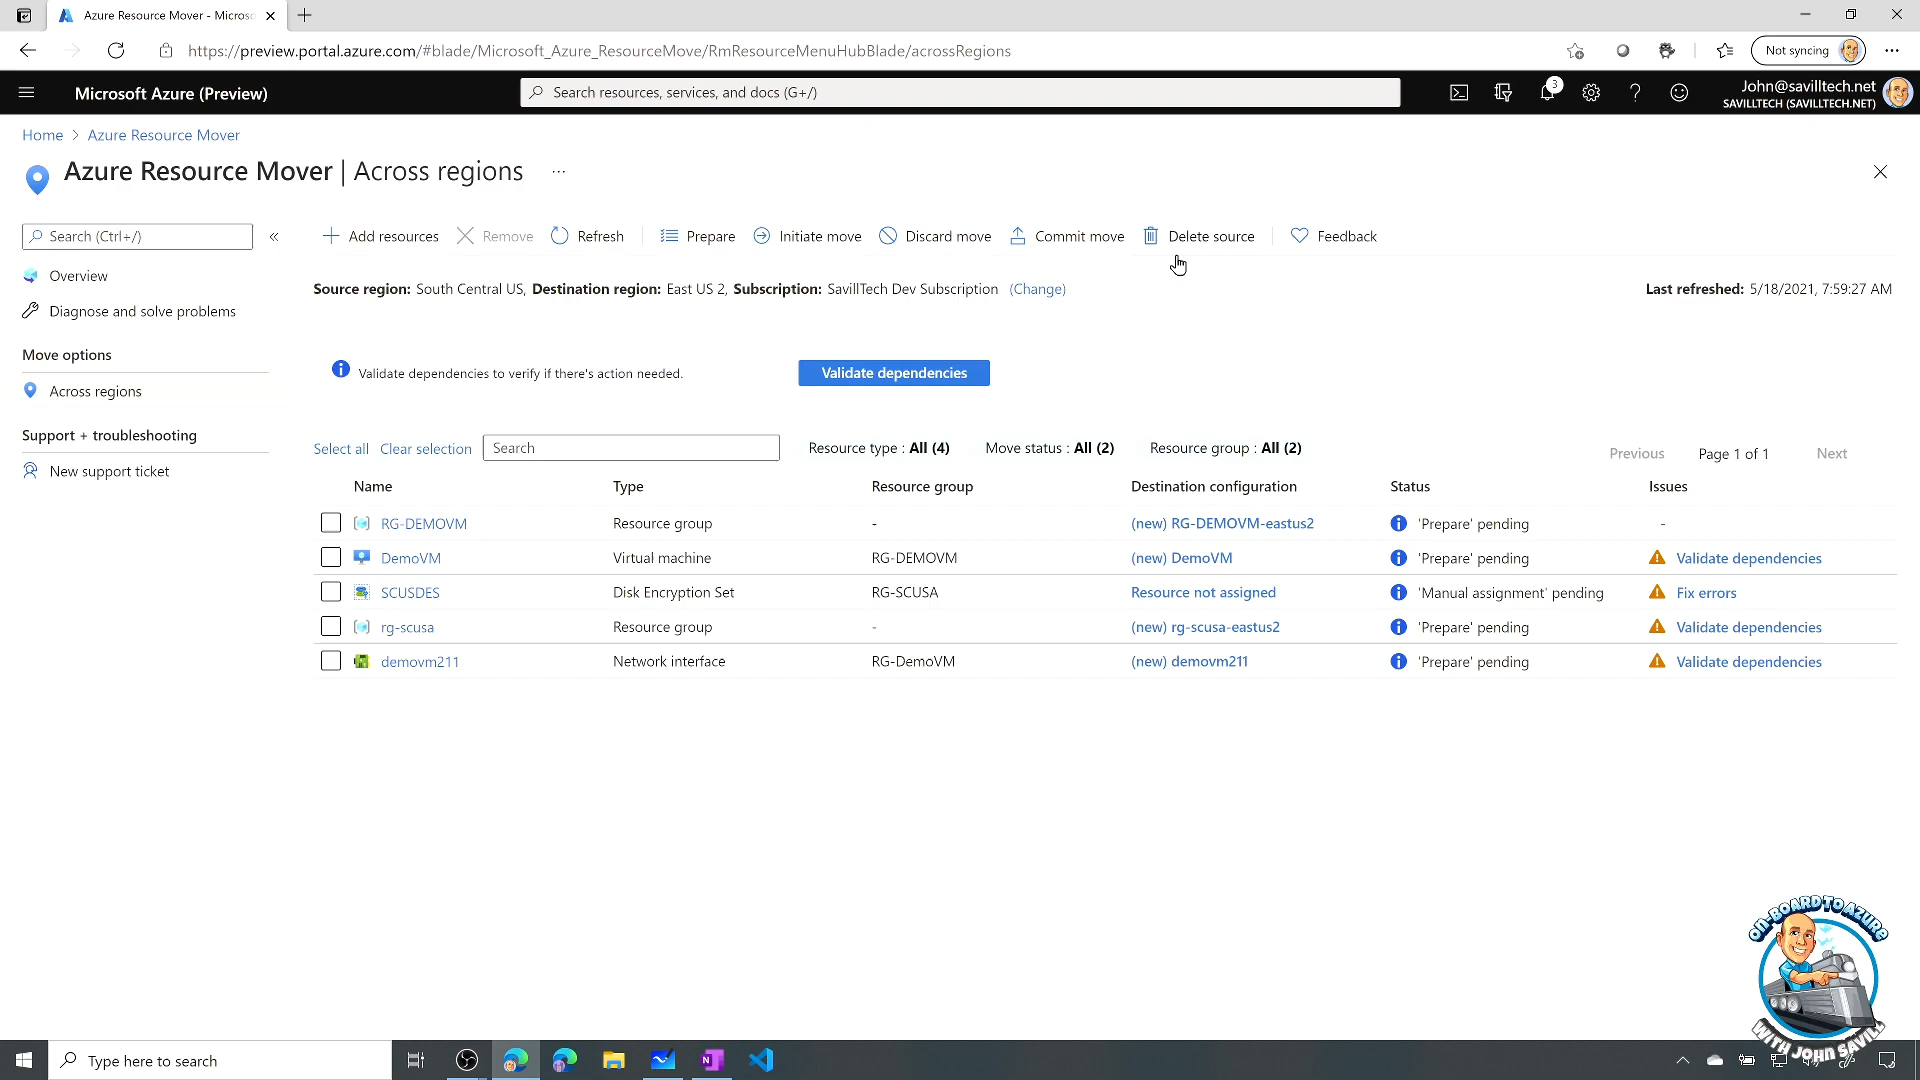 Azure Resource Mover - Microso
https://preview.portal.azure.com/#blade/Microsoft_Azure_ResourceMove/RmResourceMenuHubBlade/acrossRegions
Not syncing
Microsoft Azure (Preview)
Search resources, services, and docs (G+/)
3
John@savilltech.net
SAVILLTECH (SAVILLTECH.NET)
Home > Azure Resource Mover
Azure Resource Mover | Across regions ...
Search (Ctrl+/) «
Add resources Remove Refresh Prepare Initiate move Discard move Commit move Delete source Feedback
Overview
Diagnose and solve problems
Move options
Across regions
Support + troubleshooting
New support ticket
Source region: South Central US, Destination region: East US 2, Subscription: SavillTech Dev Subscription (Change)
Last refreshed: 5/18/2021, 7:59:27 AM
Validate dependencies to verify if there's action needed. Validate dependencies
Select all Clear selection Search Resource type : All (4) Move status : All (2) Resource group : All (2) Previous Page 1 of 1 Next
Name Type Resource group Destination configuration Status Issues
RG-DEMOVM Resource group - (new) RG-DEMOVM-eastus2 'Prepare' pending -
DemoVM Virtual machine RG-DEMOVM (new) DemoVM 'Prepare' pending Validate dependencies
SCUSDES Disk Encryption Set RG-SCUSA Resource not assigned 'Manual assignment' pending Fix errors
rg-scusa Resource group - (new) rg-scusa-eastus2 'Prepare' pending Validate dependencies
demovm211 Network interface RG-DemoVM (new) demovm211 'Prepare' pending Validate dependencies
ON-BOARD TO AZURE
WITH JOHN SAVILL
Type here to search